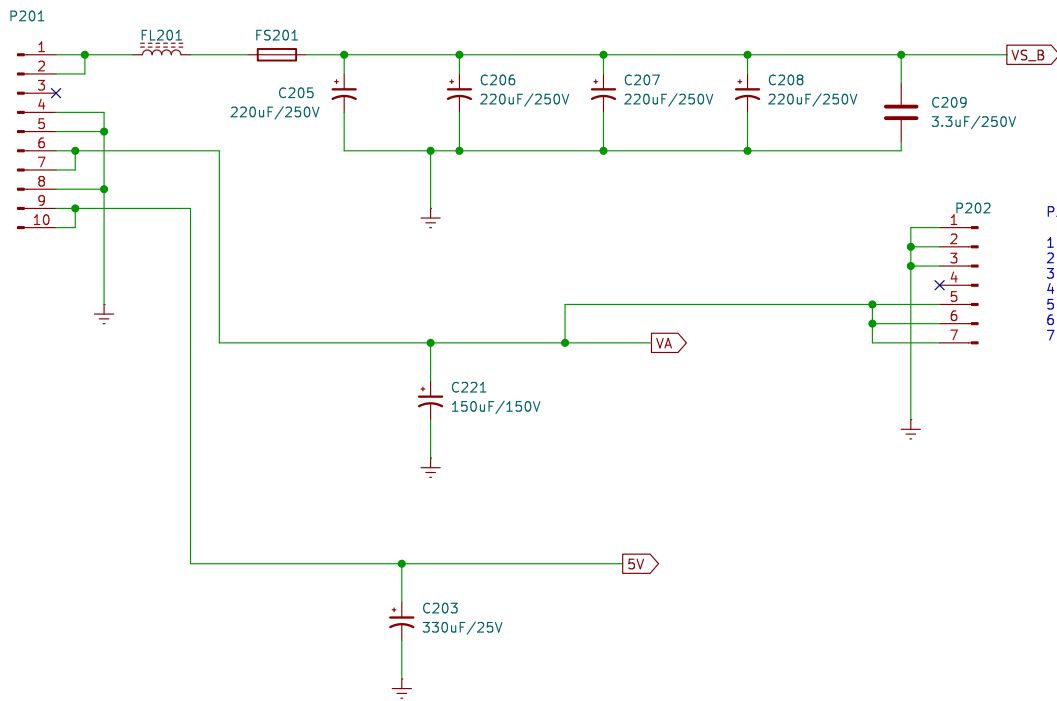 P201
1
2
3
4
5
6
7
8
9
10
FL201
FS201
C205
220uF/250V
C206
220uF/250V
C207
220uF/250V
C208
220uF/250V
C209
3.3uF/250V
VS_B
P202
1
2
3
4
5
6
7
P
1
2
3
4
5
6
7
VA
C221
150uF/150V
5V
C203
330uF/25V